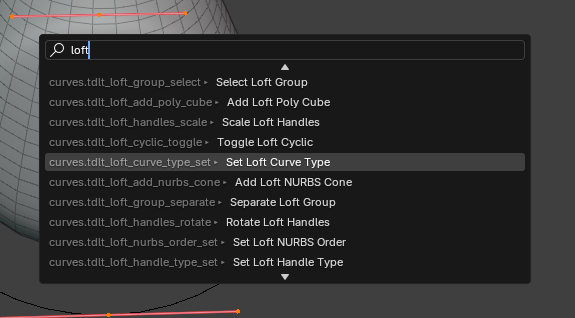 loft
curves.tdlt_loft_group_select ▸ Select Loft Group
curves.tdlt_loft_add_poly_cube ▸ Add Loft Poly Cube
curves.tdlt_loft_handles_scale ▸ Scale Loft Handles
curves.tdlt_loft_cyclic_toggle ▸ Toggle Loft Cyclic
curves.tdlt_loft_curve_type_set ▸ Set Loft Curve Type
curves.tdlt_loft_add_nurbs_cone ▸ Add Loft NURBS Cone
curves.tdlt_loft_group_separate ▸ Separate Loft Group
curves.tdlt_loft_handles_rotate ▸ Rotate Loft Handles
curves.tdlt_loft_nurbs_order_set ▸ Set Loft NURBS Order
curves.tdlt_loft_handle_type_set ▸ Set Loft Handle Type